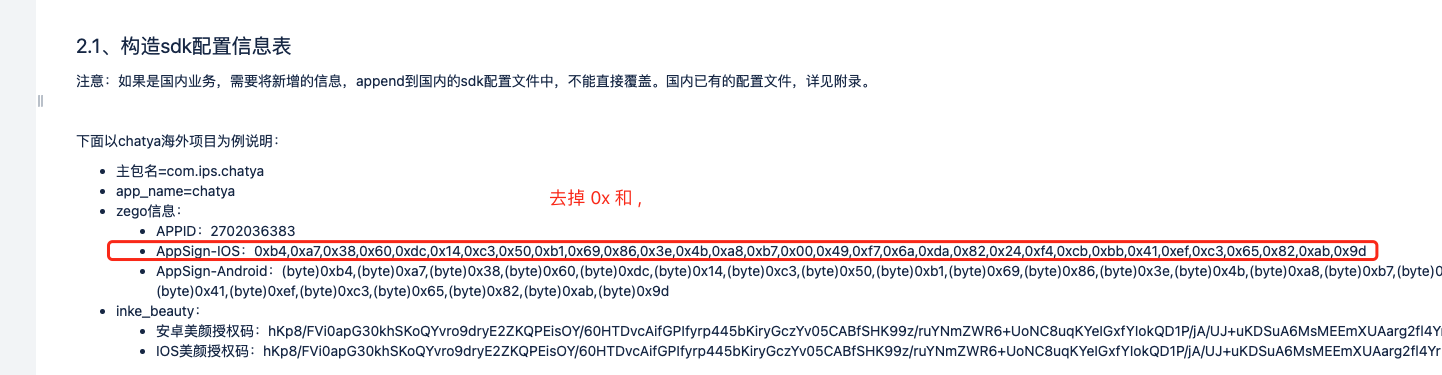 2.1、构造sdk配置信息表
注意：如果是国内业务，需要将新增的信息，append到国内的sdk配置文件中，不能直接覆盖。国内已有的配置文件，详见附录。
下面以chatya海外项目为例说明：
主包名=com.ips.chatya
app_name=chatya
去掉 0x 和 ,
zego信息：
APPID：2702036383
AppSign-IOS：0xb4,0xa7,0x38,0x60,0xdc,0x14,0xc3,0x50,0xb1,0x69,0x86,0x3e,0x4b,0xa8,0xb7,0x00,0x49,0xf7,0x6a,0xda,0x82,0x24,0xf4,0xcb,0xbb,0x41,0xef,0xc3,0x65,0x82,0xab,0x9d
AppSign-Android：(byte)0xb4,(byte)0xa7,(byte)0x38,(byte)0x60,(byte)0xdc,(byte)0x14,(byte)0xc3,(byte)0x50,(byte)0xb1,(byte)0x69,(byte)0x86,(byte)0x3e,(byte)0x4b,(byte)0xa8,(byte)0xb7,(byte)0
(byte)0x41,(byte)0xef,(byte)0xc3,(byte)0x65,(byte)0x82,(byte)0xab,(byte)0x9d
inke_beauty：
安卓美颜授权码：hKp8/FVi0apG30khSKoQYvro9dryE2ZKQPEisOY/60HTDvcAifGPIfyrp445bKiryGczYv05CABfSHK99z/ruYNmZWR6+UoNC8uqKYelGxfYlokQD1P/jA/UJ+uKDSuA6MsMEEmXUAarg2fl4Yr
IOS美颜授权码：hKp8/FVi0apG30khSKoQYvro9dryE2ZKQPEisOY/60HTDvcAifGPIfyrp445bKiryGczYv05CABfSHK99z/ruYNmZWR6+UoNC8uqKYelGxfYlokQD1P/jA/UJ+uKDSuA6MsMEEmXUAarg2fl4Yr